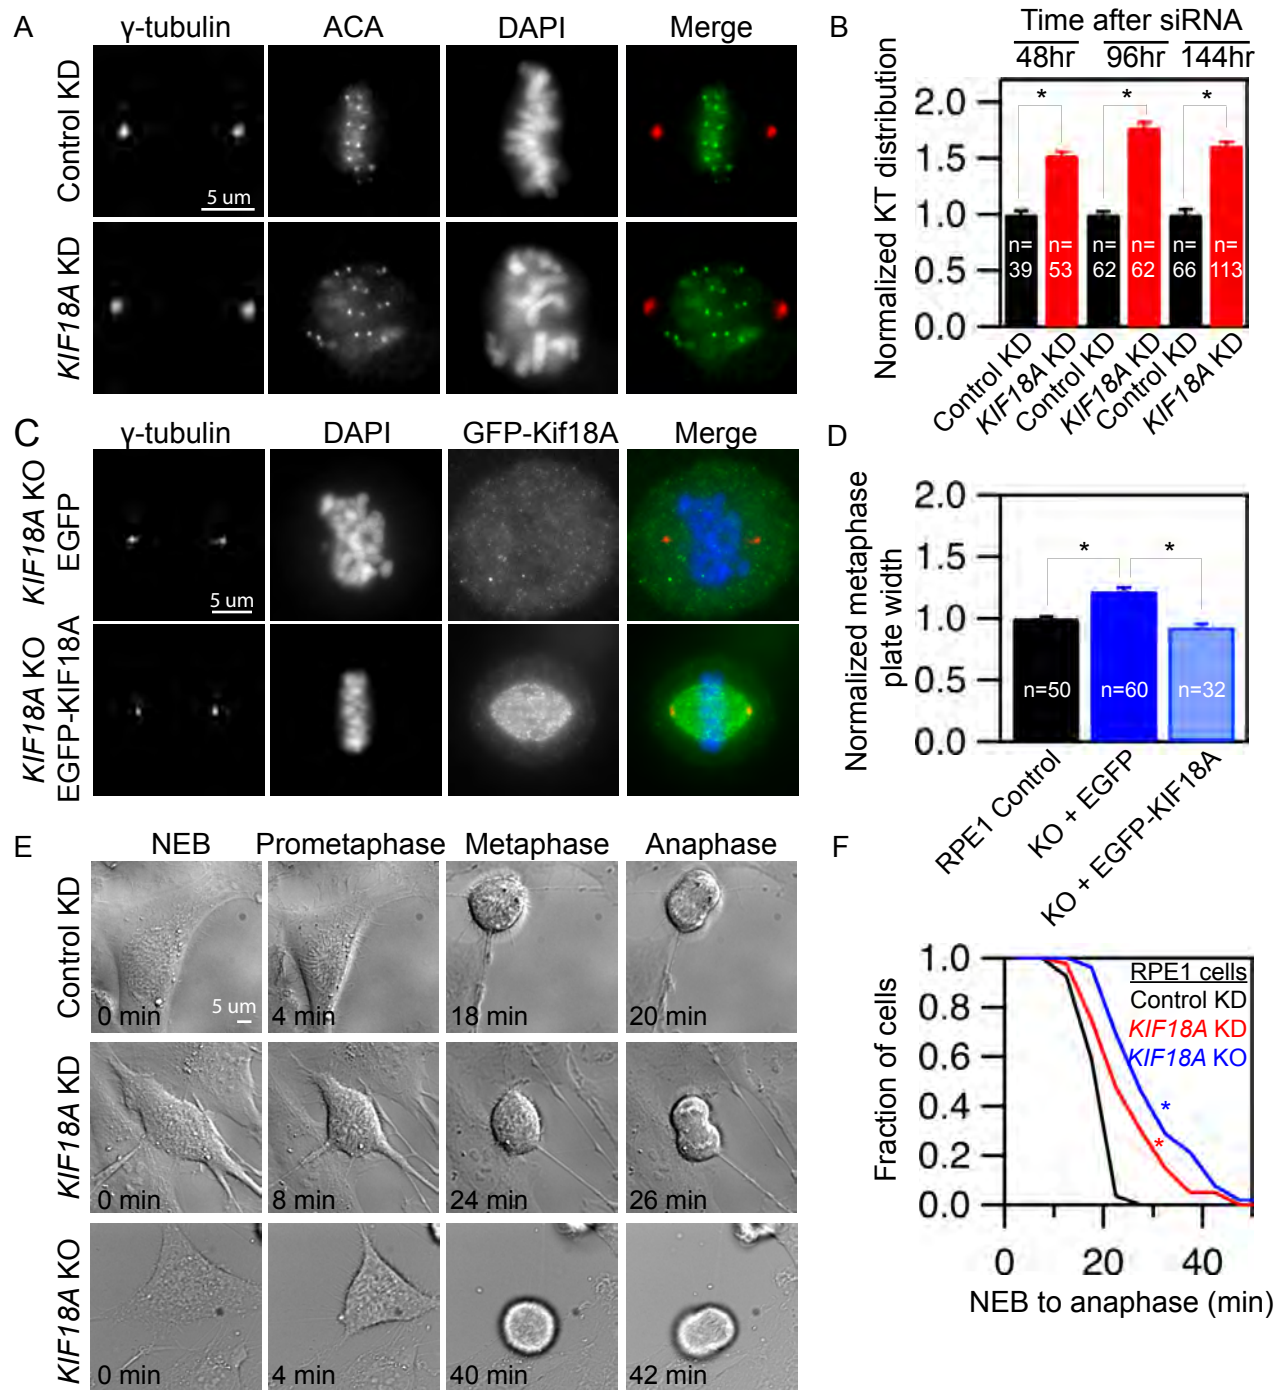 A
γ-tubulin ACA DAPI Merge
Control KD
5 um
KIF18A KD
B
Time after siRNA
48hr 96hr 144hr
Normalized KT distribution
2.0
1.5
1.0
0.5
0.0
* * *
n= n= n= n= n= n=
39 53 62 62 66 113
Control KD
KIF18A KD
Control KD
KIF18A KD
Control KD
KIF18A KD
C
γ-tubulin DAPI GFP-Kif18A Merge
KIF18A KO
EGFP
5 um
KIF18A KO
EGFP-KIF18A
D
Normalized metaphase
plate width
2.0
1.5
1.0
0.5
0.0
* *
n=50 n=60 n=32
RPE1 Control
KO + EGFP
KO + EGFP-KIF18A
E
NEB Prometaphase Metaphase Anaphase
Control KD
5 um
0 min 4 min 18 min 20 min
KIF18A KD
0 min 8 min 24 min 26 min
KIF18A KO
0 min 4 min 40 min 42 min
F
Fraction of cells
1.0
0.8
0.6
0.4
0.2
0.0
RPE1 cells
Control KD
KIF18A KD
KIF18A KO
*
*
0 20 40
NEB to anaphase (min)